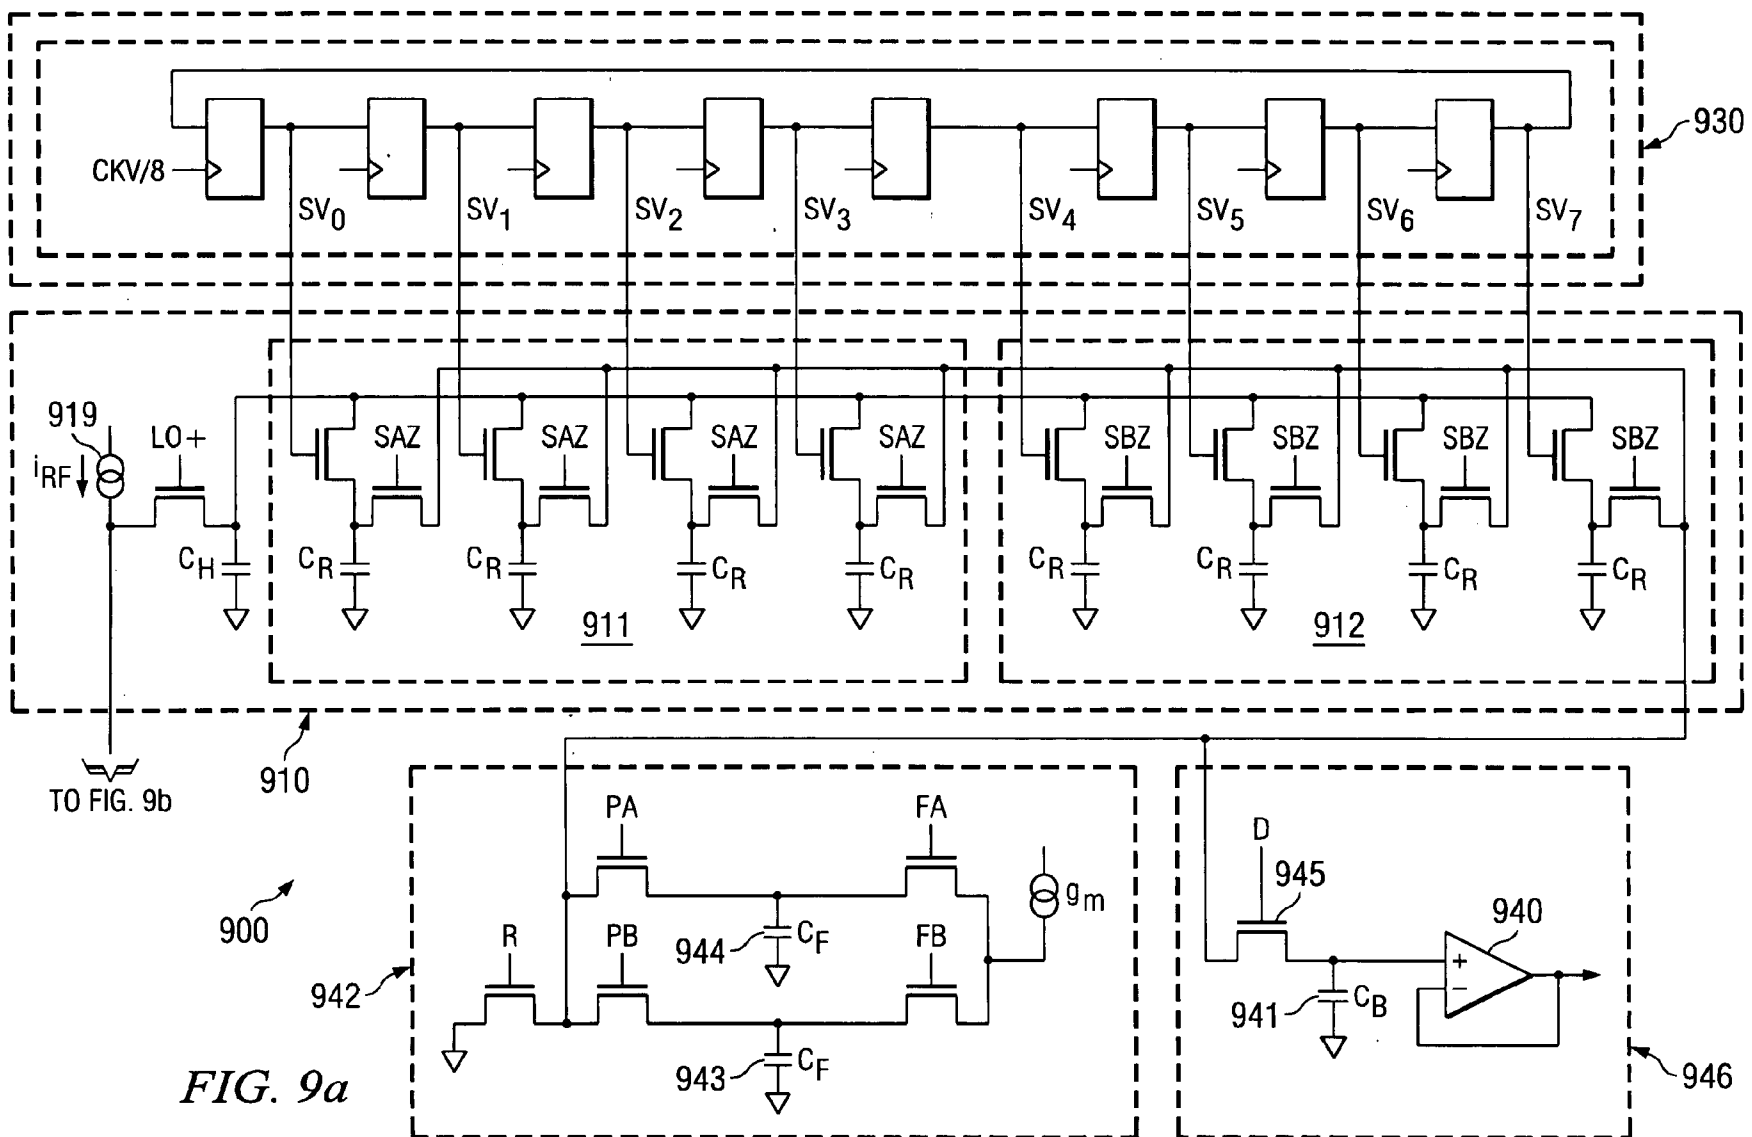 930
CKV/8
SV0 SV1 SV2 SV3 SV4 SV5 SV6 SV7
919
LO+
SAZ SAZ SAZ SAZ SBZ SBZ SBZ SBZ
iRF
CH CR CR CR CR CR CR CR CR
911 912
910
TO FIG. 9b
PA FA
D
945
gm
940
900
R PB 944 CF FB
+
−
942
941 CB
943 CF
946
FIG. 9a